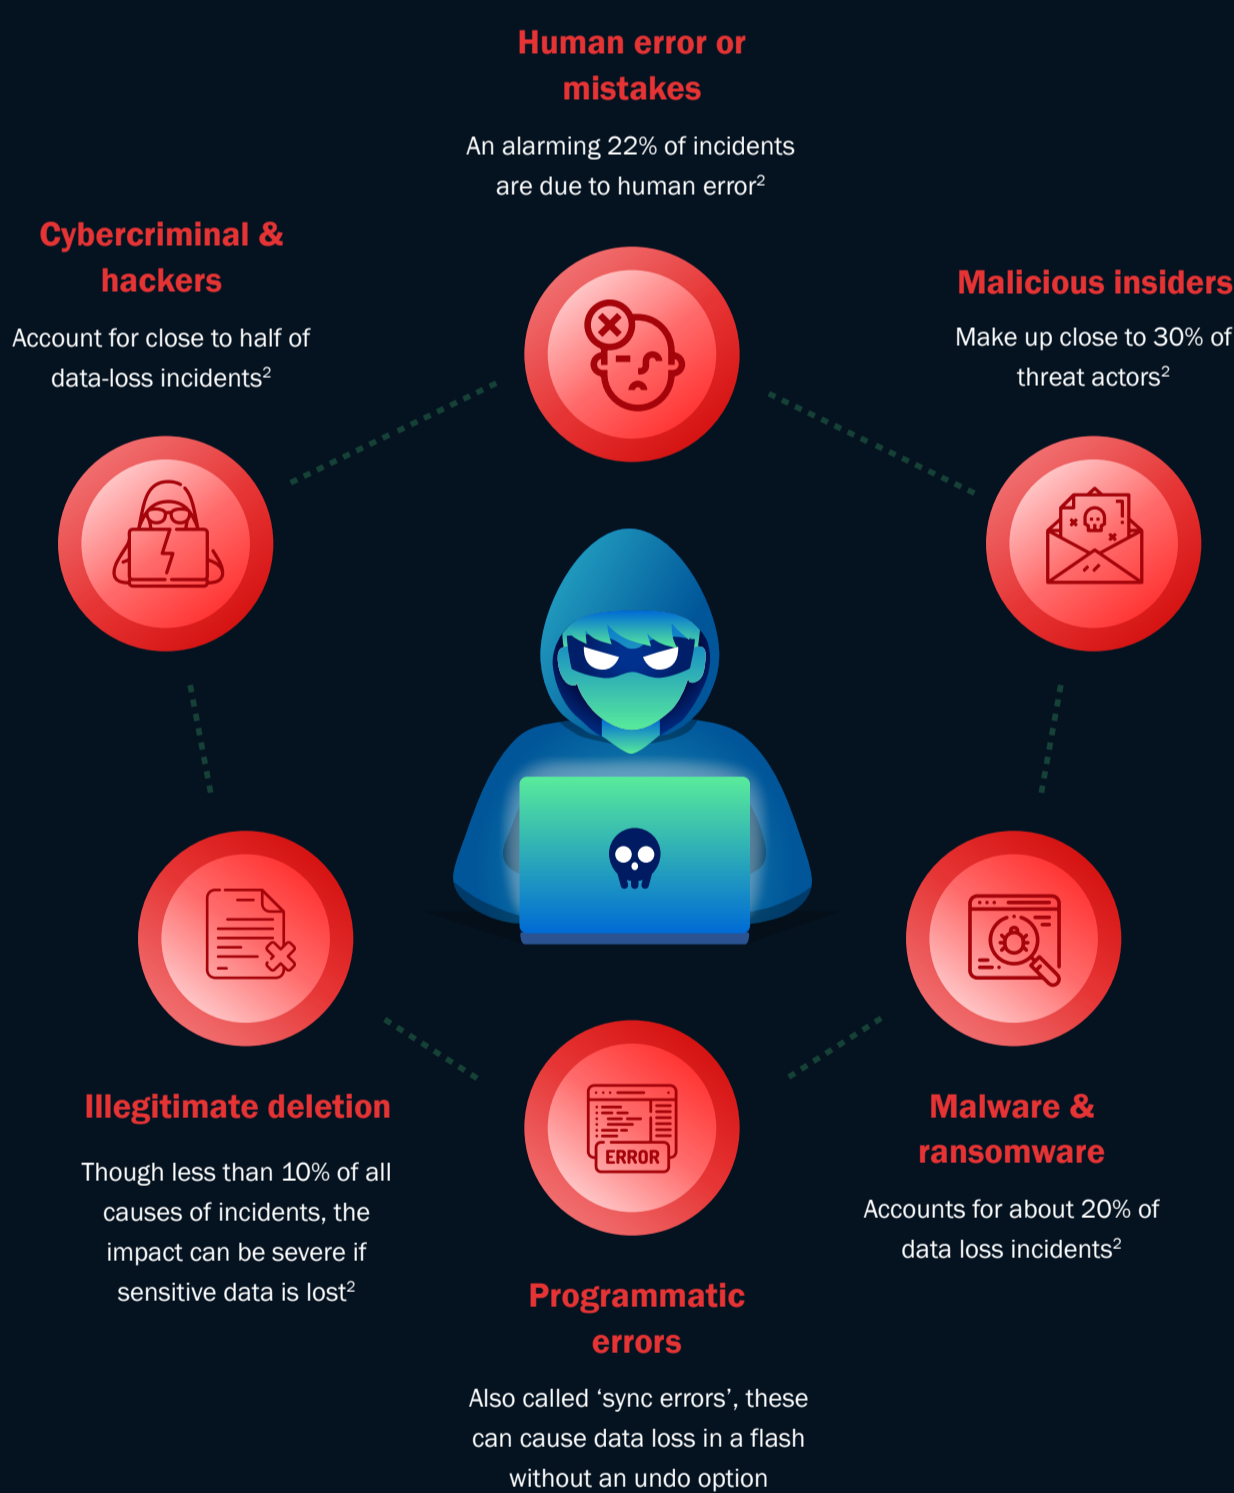 Human error or
mistakes
An alarming 22% of incidents
are due to human error²
Cybercriminal &
hackers
Account for close to half of
data-loss incidents²
Malicious insiders
Make up close to 30% of
threat actors²
Illegitimate deletion
Though less than 10% of all
causes of incidents, the
impact can be severe if
sensitive data is lost²
ERROR
Programmatic
errors
Also called ‘sync errors’, these
can cause data loss in a flash
without an undo option
Malware &
ransomware
Accounts for about 20% of
data loss incidents²